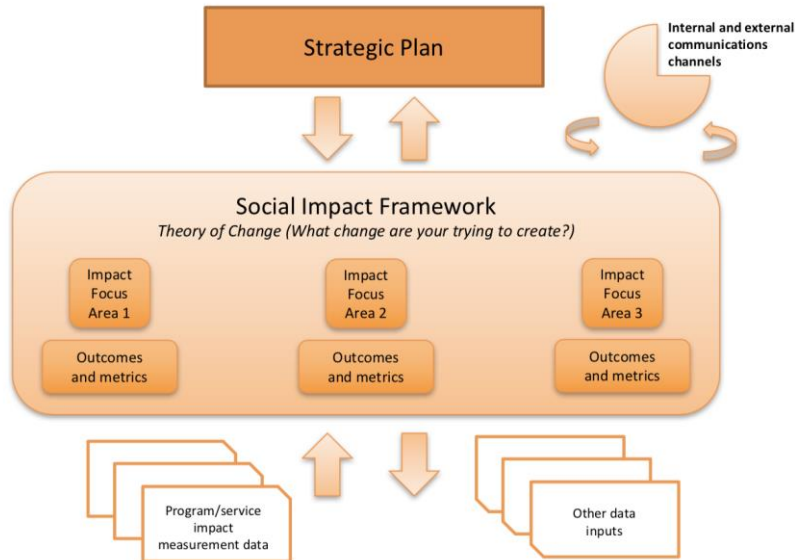 Strategic Plan
Internal and external
communications
channels
Social Impact Framework
Theory of Change (What change are your trying to create?)
Impact
Focus
Area 1
Impact
Focus
Area 2
Impact
Focus
Area 3
Outcomes
and metrics
Outcomes
and metrics
Outcomes
and metrics
Program/service
impact
measurement data
Other data
inputs